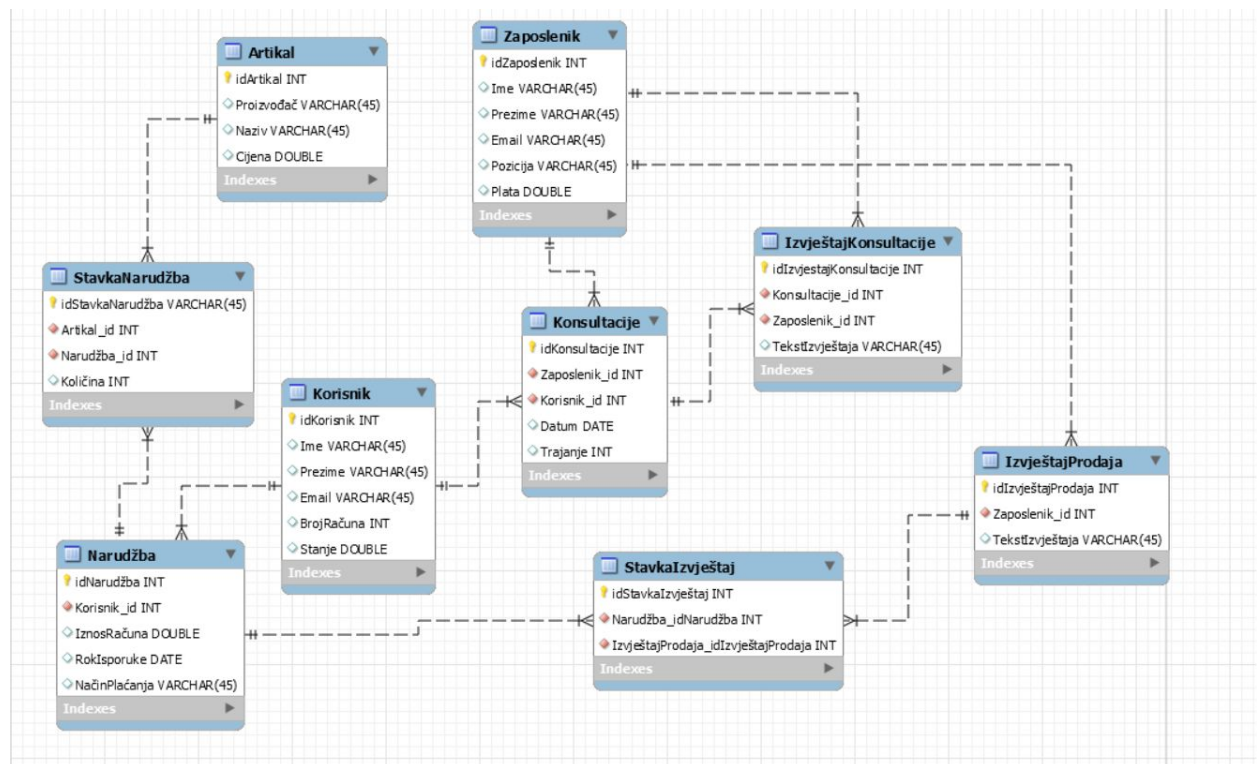 Artikal
idArtikal INT
Proizvođač VARCHAR(45)
Naziv VARCHAR(45)
Cijena DOUBLE
Indexes
Zaposlenik
idZaposlenik INT
Ime VARCHAR(45)
Prezime VARCHAR(45)
Email VARCHAR(45)
Pozicija VARCHAR(45)
Plata DOUBLE
Indexes
IzvještajKonsultacije
idIzvjestajKonsultacije INT
Konsultacije_id INT
Zaposlenik_id INT
TekstIzvještaja VARCHAR(45)
Indexes
StavkaNarudžba
idStavkaNarudžba VARCHAR(45)
Artikal_id INT
Narudžba_id INT
Količina INT
Indexes
Konsultacije
idKonsultacije INT
Zaposlenik_id INT
Korisnik_id INT
Datum DATE
Trajanje INT
Indexes
Korisnik
idKorisnik INT
Ime VARCHAR(45)
Prezime VARCHAR(45)
Email VARCHAR(45)
BrojRačuna INT
Stanje DOUBLE
Indexes
IzvještajProdaja
idIzvještajProdaja INT
Zaposlenik_id INT
TekstIzvještaja VARCHAR(45)
Indexes
Narudžba
idNarudžba INT
Korisnik_id INT
IznosRačuna DOUBLE
RokIsporuke DATE
NačinPlaćanja VARCHAR(45)
Indexes
StavkaIzvještaj
idStavkaIzvještaj INT
Narudžba_idNarudžba INT
IzvještajProdaja_idIzvještajProdaja INT
Indexes